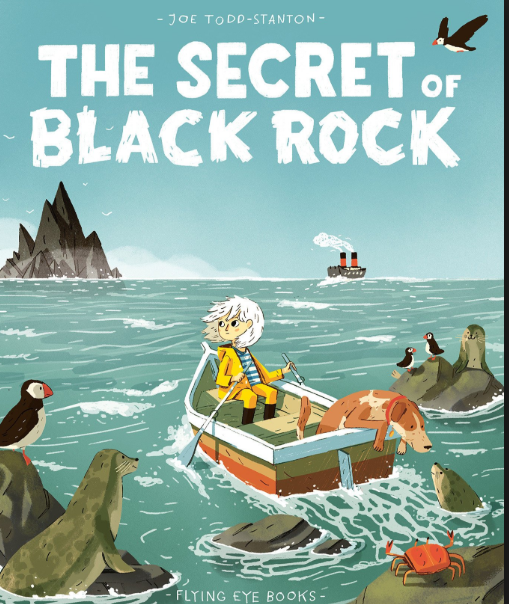 - JOE TODD-STANTON -
THE SECRET OF
BLACK ROCK
- FLYING EYE BOOKS -